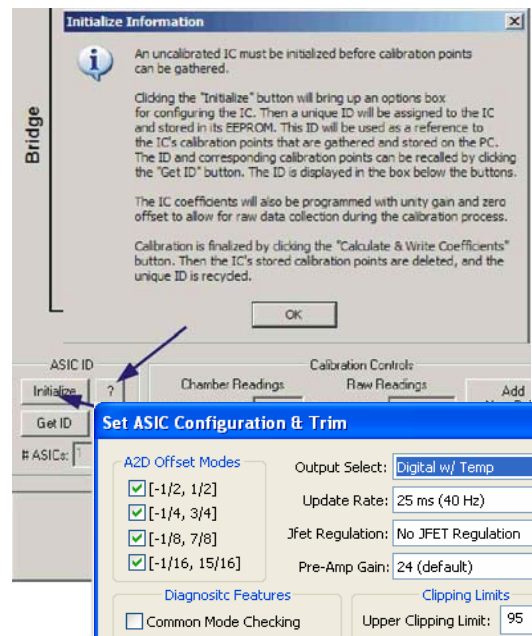 Initialize Information
An uncalibrated IC must be initialized before calibration points
can be gathered.
Clicking the "Initialize" button will bring up an options box
for configuring the IC. Then a unique ID will be assigned to the IC
and stored in its EEPROM. This ID will be used as a reference to
the IC's calibration points that are gathered and stored on the PC.
The ID and corresponding calibration points can be recalled by clicking
the "Get ID" button. The ID is displayed in the box below the buttons.
The IC coefficients will also be programmed with unity gain and zero
offset to allow for raw data collection during the calibration process.
Calibration is finalized by clicking the "Calculate & Write Coefficients"
button. Then the IC's stored calibration points are deleted, and the
unique ID is recycled.
OK
Bridge
ASIC ID
Initialize
?
Get ID
# ASICs: 1
Calibration Controls
Chamber Readings
Raw Readings
Add
Set ASIC Configuration & Trim
A2D Offset Modes
[-1/2, 1/2]
[-1/4, 3/4]
[-1/8, 7/8]
[-1/16, 15/16]
Output Select: Digital w/ Temp
Update Rate: 25 ms (40 Hz)
Jfet Regulation: No JFET Regulation
Pre-Amp Gain: 24 (default)
Diagnositc Features
Common Mode Checking
Clipping Limits
Upper Clipping Limit: 95